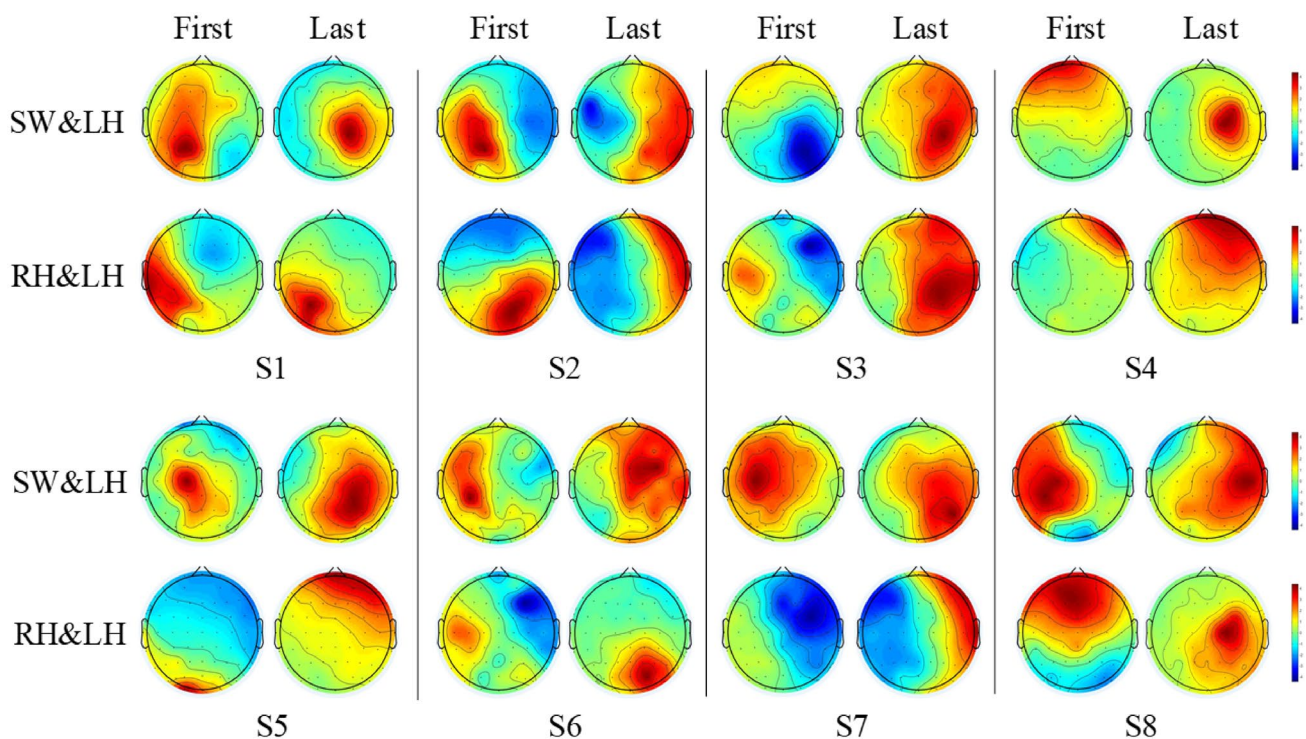 First Last First Last First Last First Last
SW&LH
RH&LH
S1 S2 S3 S4
SW&LH
RH&LH
S5 S6 S7 S8